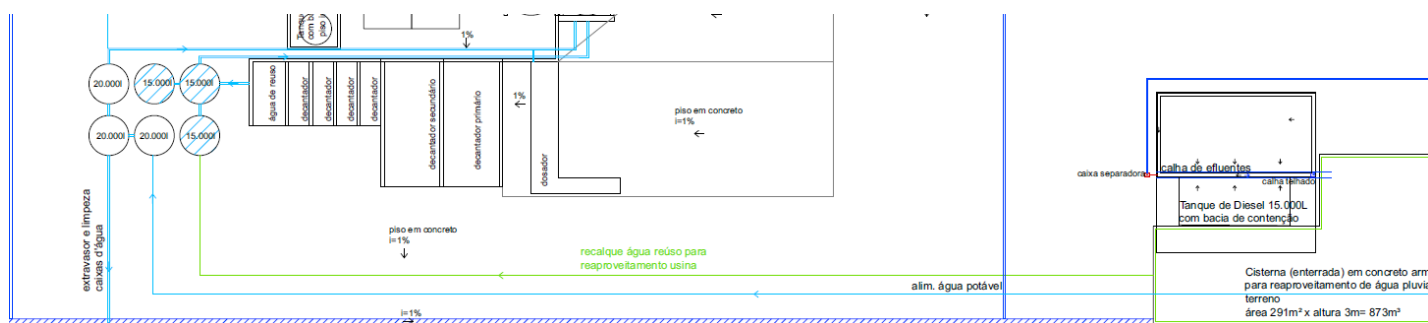 Tanque
com ba
piso i
1%
20.000l
15.000l
15.000l
20.000l
20.000l
15.000l
água de reuso
decantador
decantador
decantador
decantador
decantador secundário
decantador primário
1%
dosador
piso em concreto
i=1%
piso em concreto
i=1%
extravasor e limpeza
caixas d'água
recalque água reúso para
reaproveitamento usina
alim. água potável
i=1%
caixa separadora
calha de efluentes
calha telhado
Tanque de Diesel 15.000L
com bacia de contenção
Cisterna (enterrada) em concreto arm
para reaproveitamento de água pluvia
terreno
área 291m² x altura 3m= 873m³